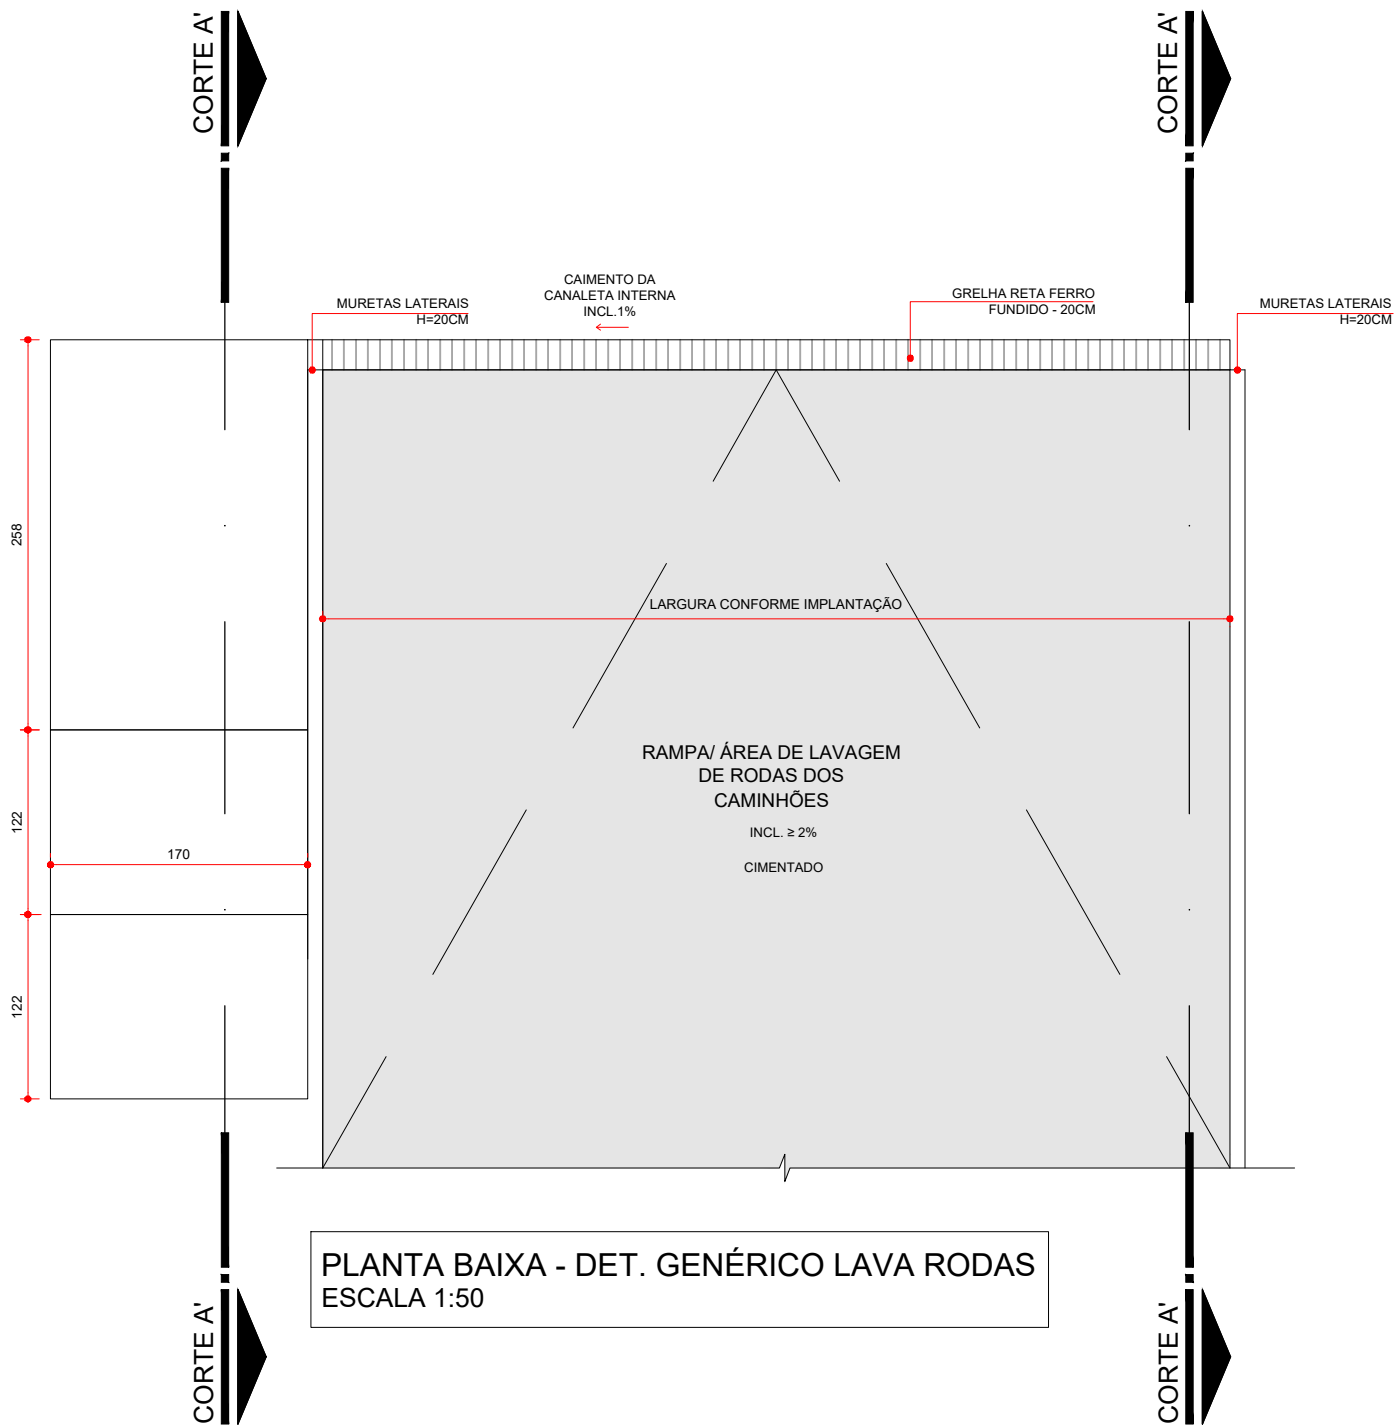 CORTE A'
CORTE A'
CAIMENTO DA
CANALETA INTERNA
INCL.1%
MURETAS LATERAIS
H=20CM
GRELHA RETA FERRO
FUNDIDO - 20CM
MURETAS LATERAIS
H=20CM
258
LARGURA CONFORME IMPLANTAÇÃO
RAMPA/ ÁREA DE LAVAGEM
DE RODAS DOS
CAMINHÕES
INCL. ≥ 2%
CIMENTADO
122
170
122
PLANTA BAIXA - DET. GENÉRICO LAVA RODAS
ESCALA 1:50
CORTE A'
CORTE A'